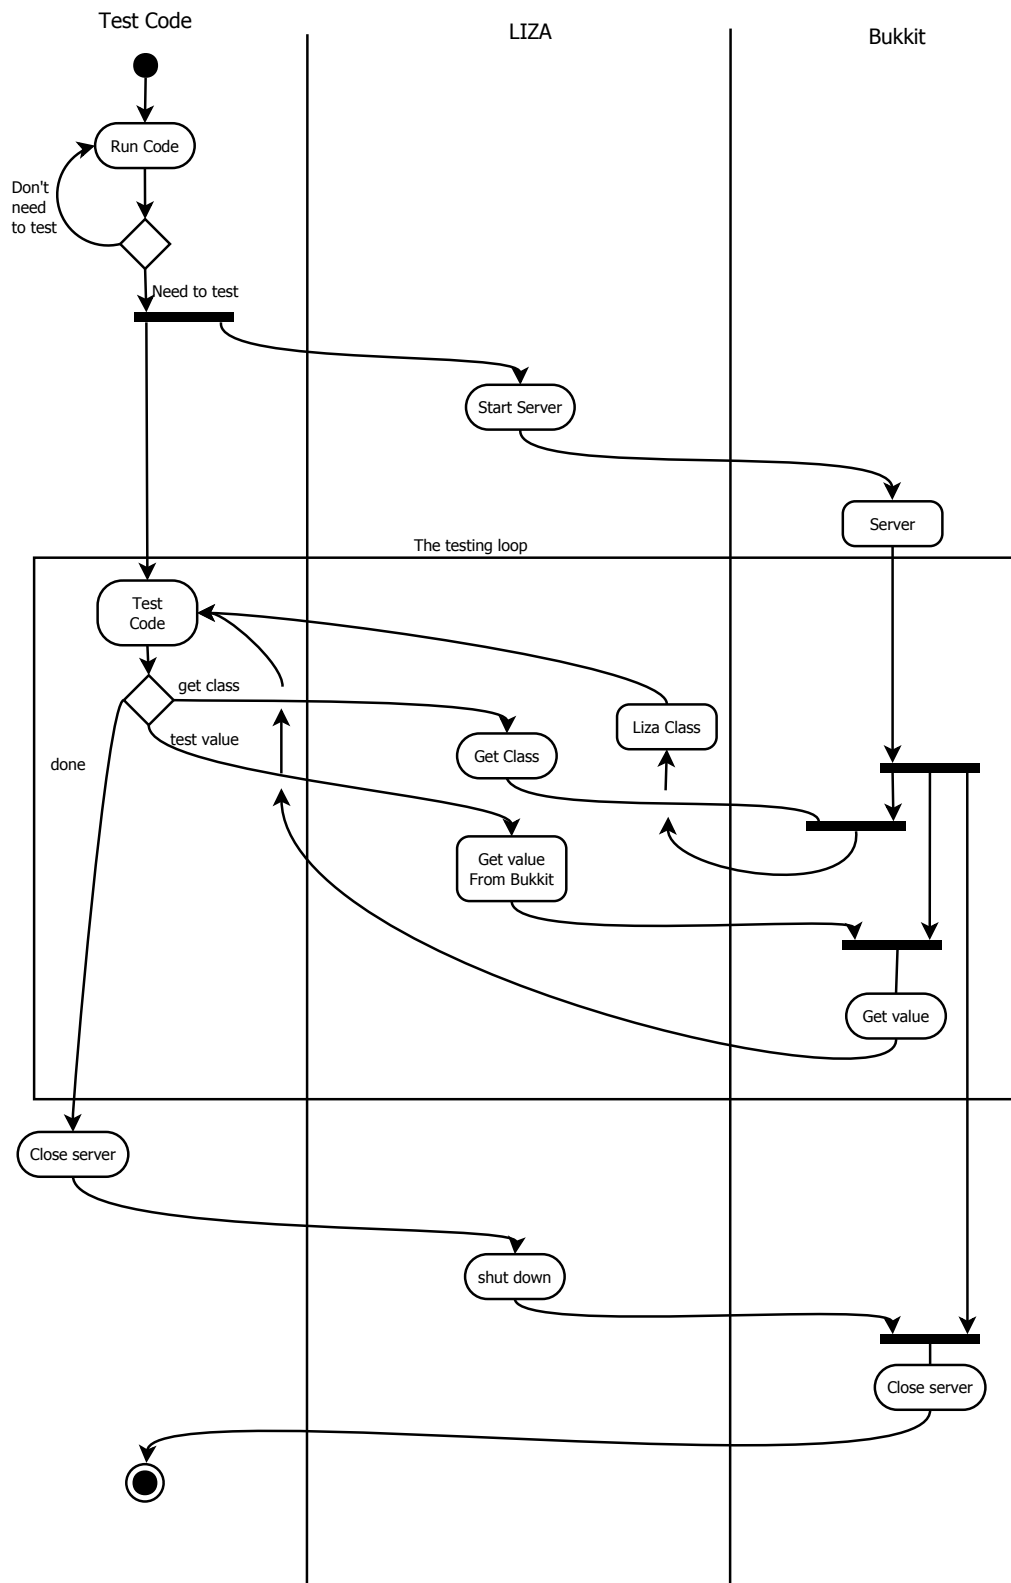 Test Code
LIZA
Bukkit
Run Code
Don't
need
to test
Need to test
Start Server
Server
The testing loop
Test
Code
get class
Liza Class
test value
Get Class
done
Get value
From Bukkit
Get value
Close server
shut down
Close server